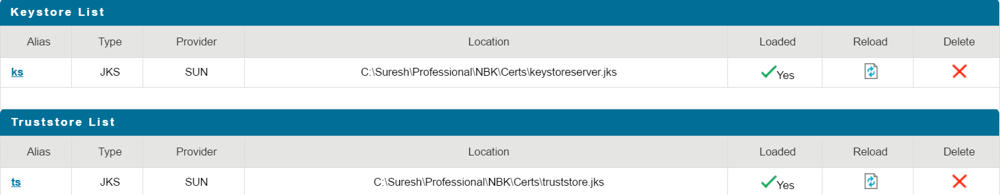 Keystore List
Alias Type Provider Location Loaded Reload Delete
ks JKS SUN C:\Suresh\Professional\NBK\Certs\keystoreserver.jks Yes
Truststore List
Alias Type Provider Location Loaded Reload Delete
ts JKS SUN C:\Suresh\Professional\NBK\Certs\truststore.jks Yes